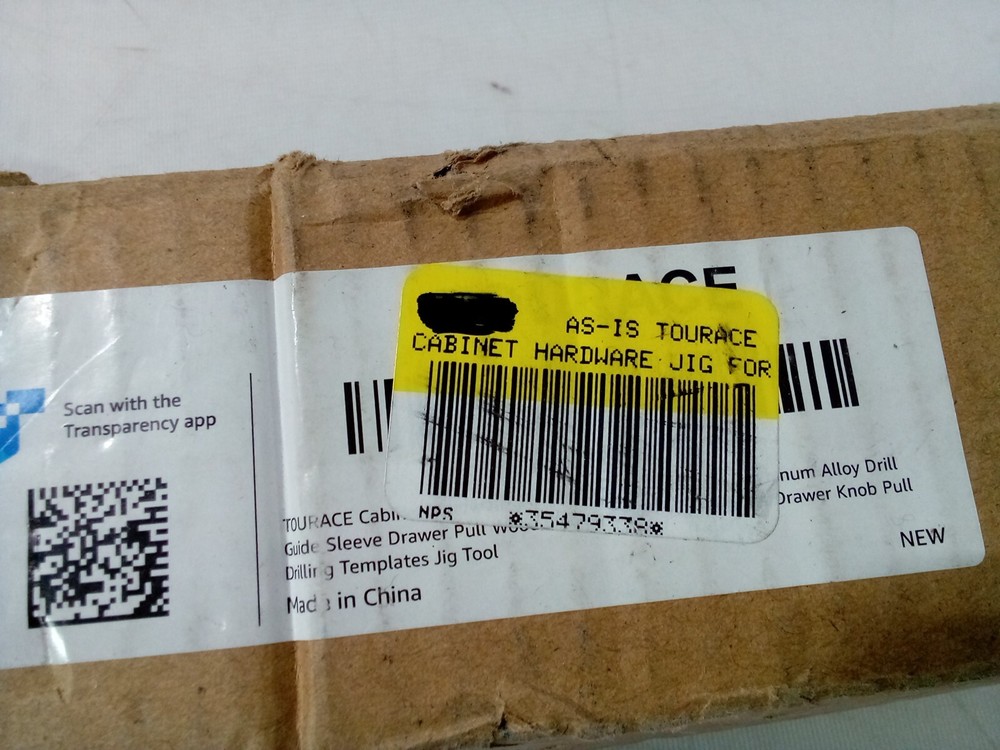 ACE
AS-IS TOURACE
CABINET HARDWARE JIG FOR
Scan with the
Transparency app
NPS *35479338*
TOURACE num Alloy Drill
Guide Sleeve Drawer Pull Drawer Knob Pull
Drilling Templates Jig Tool
Made in China
NEW